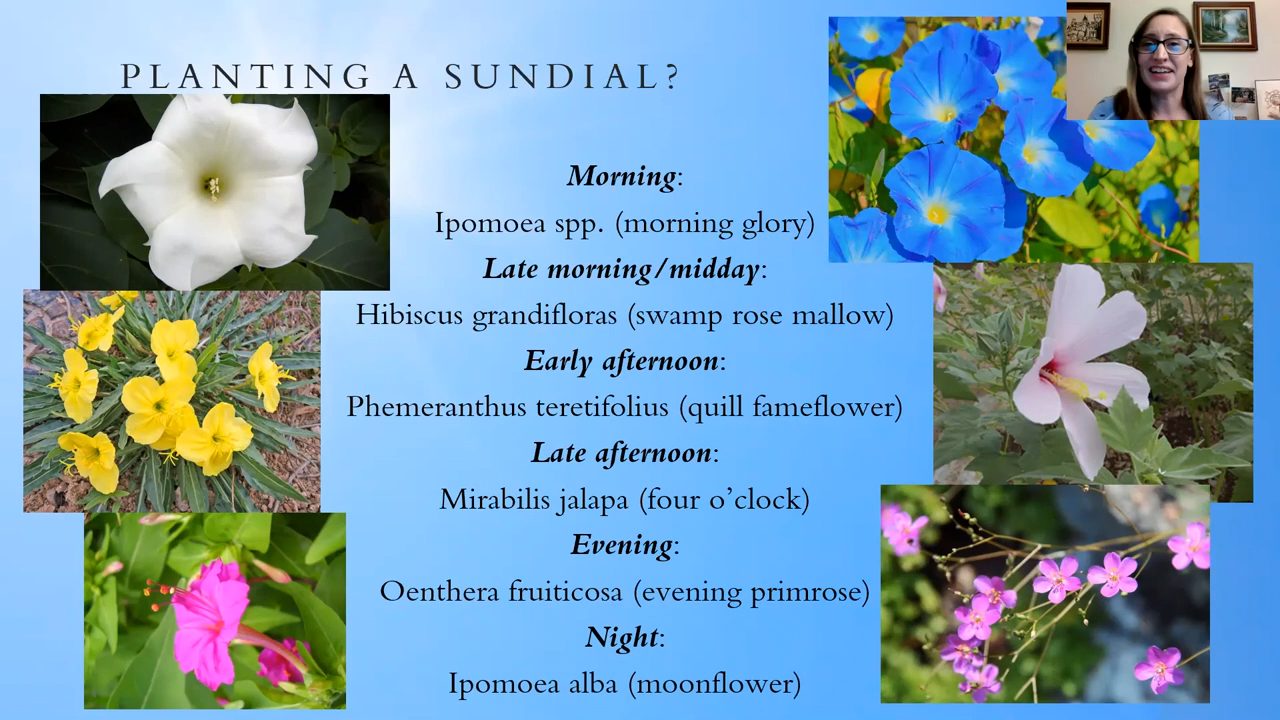 PLANTING A SUNDIAL?
Morning:
Ipomoea spp. (morning glory)
Late morning/midday:
Hibiscus grandifloras (swamp rose mallow)
Early afternoon:
Phemeranthus teretifolius (quill fameflower)
Late afternoon:
Mirabilis jalapa (four o’clock)
Evening:
Oenthera fruiticosa (evening primrose)
Night:
Ipomoea alba (moonflower)